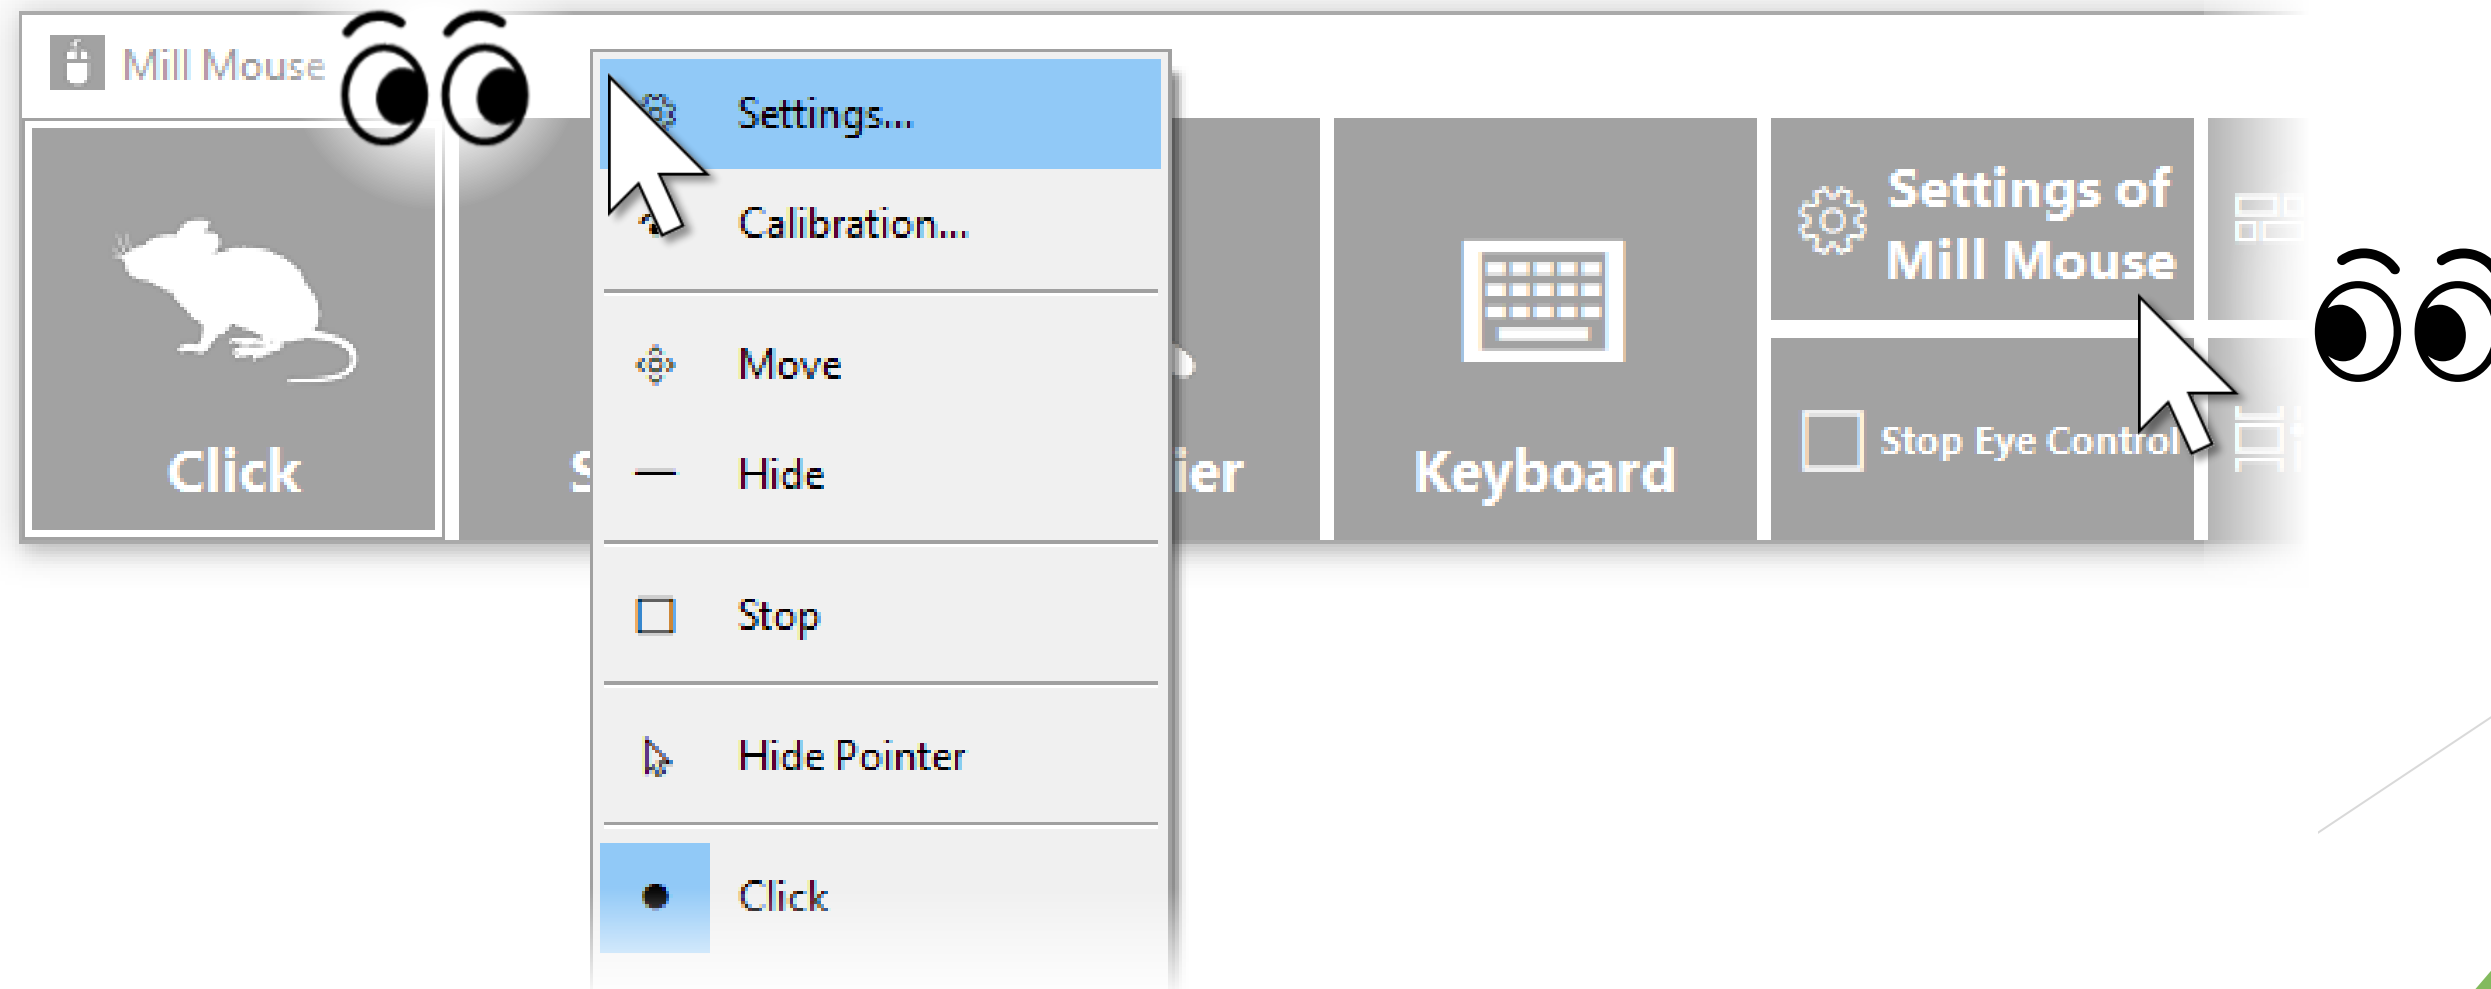 Mill Mouse
Settings...
Calibration...
Move
Hide
Stop
Hide Pointer
Click
Click
Keyboard
Settings of
Mill Mouse
Stop Eye Control